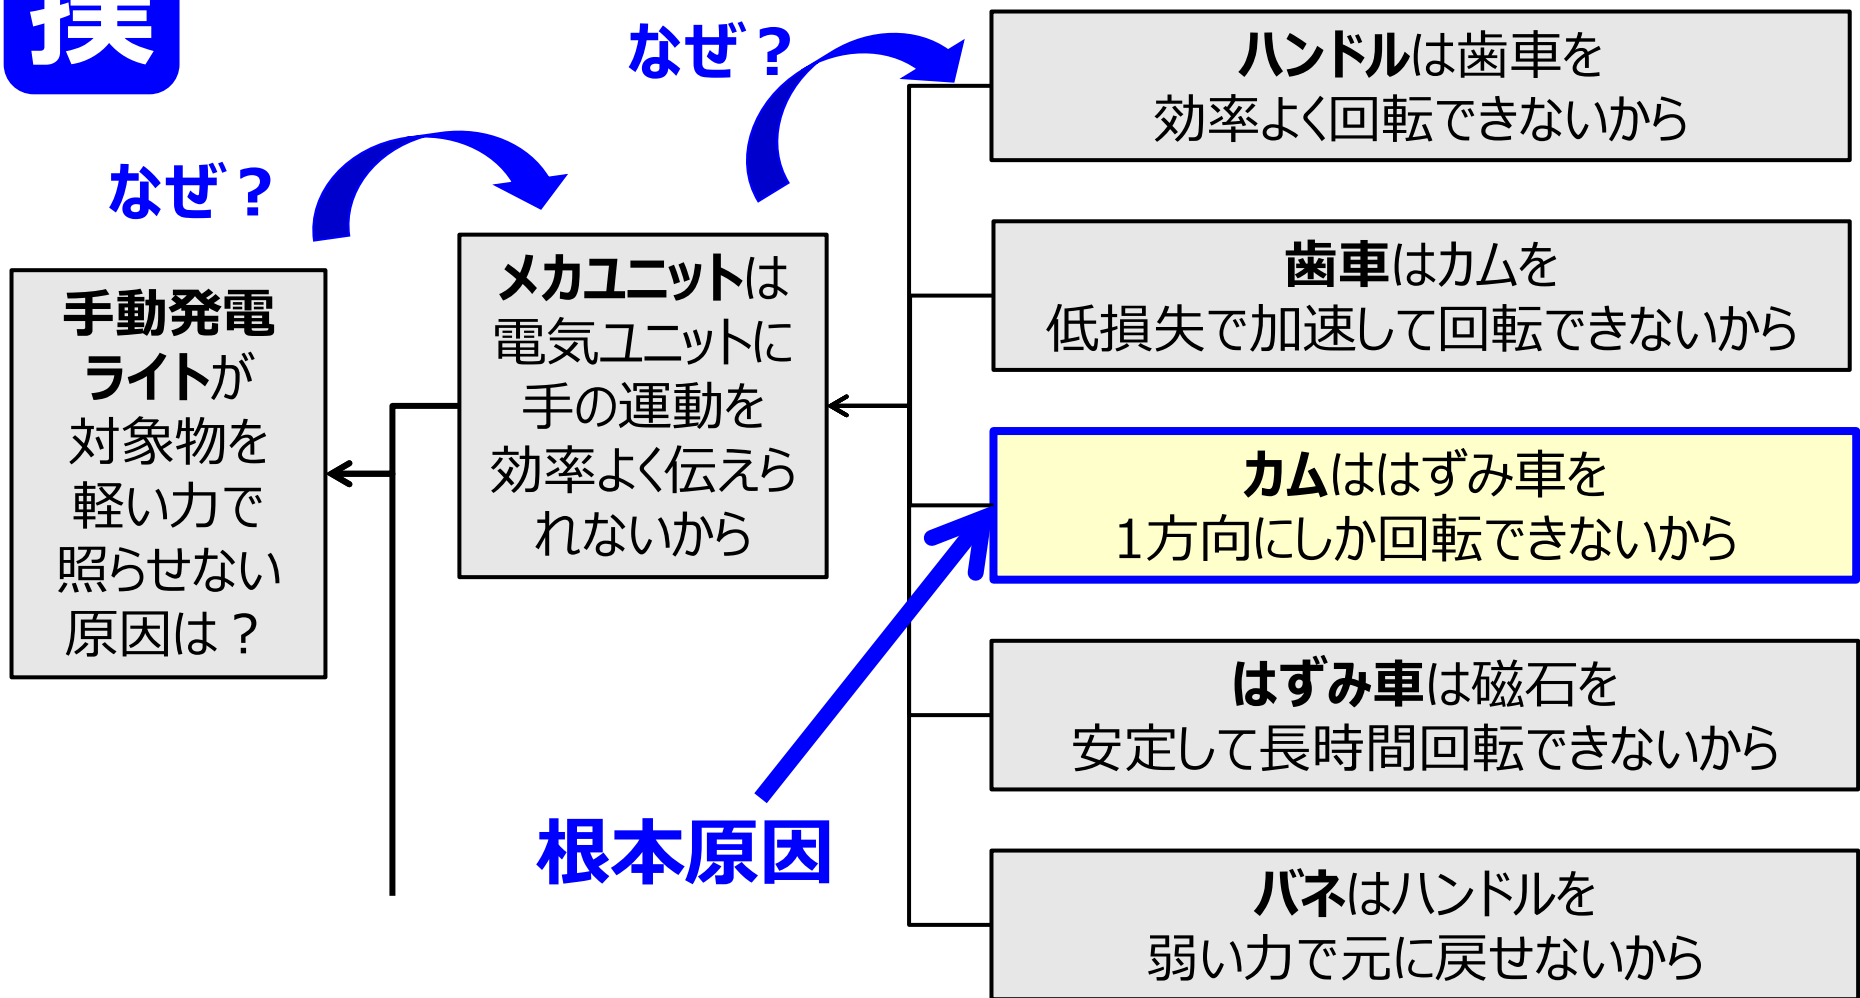 なぜ？
なぜ？
手動発電
ライトが
対象物を
軽い力で
照らせない
原因は？
メカユニットは
電気ユニットに
手の運動を
効率よく伝えら
れないから
ハンドルは歯車を
効率よく回転できないから
歯車はカムを
低損失で加速して回転できないから
カムははずみ車を
1方向にしか回転できないから
はずみ車は磁石を
安定して長時間回転できないから
バネはハンドルを
弱い力で元に戻せないから
根本原因